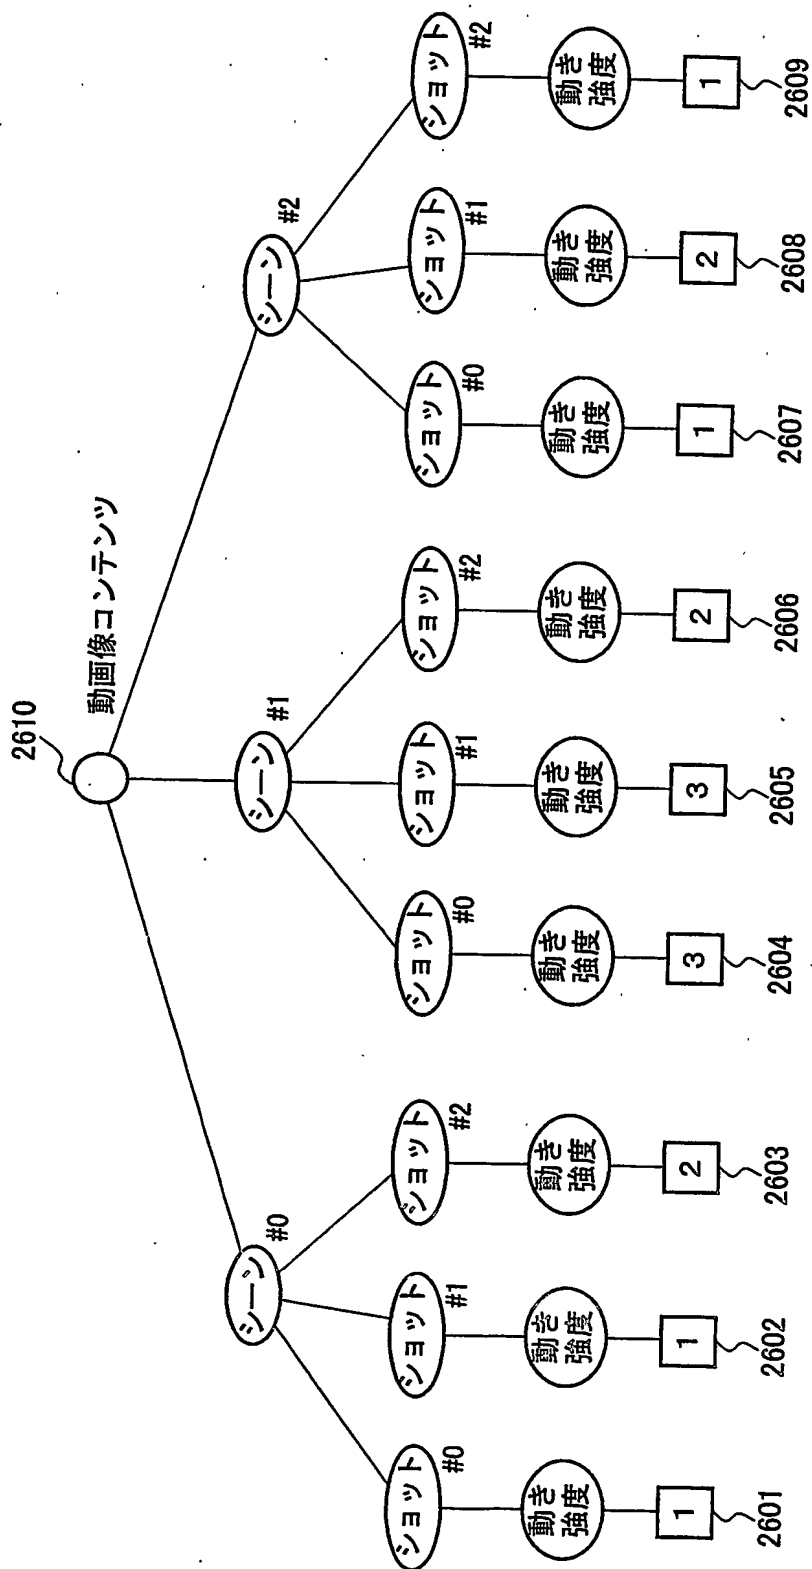 2610
動画像コンテンツ
シーン
#0
シーン
#1
シーン
#2
ショット
#0
ショット
#1
ショット
#2
ショット
#0
ショット
#1
ショット
#2
ショット
#0
ショット
#1
ショット
#2
動き
強度
動き
強度
動き
強度
動き
強度
動き
強度
動き
強度
動き
強度
動き
強度
動き
強度
1
1
2
3
3
2
1
2
1
2601
2602
2603
2604
2605
2606
2607
2608
2609